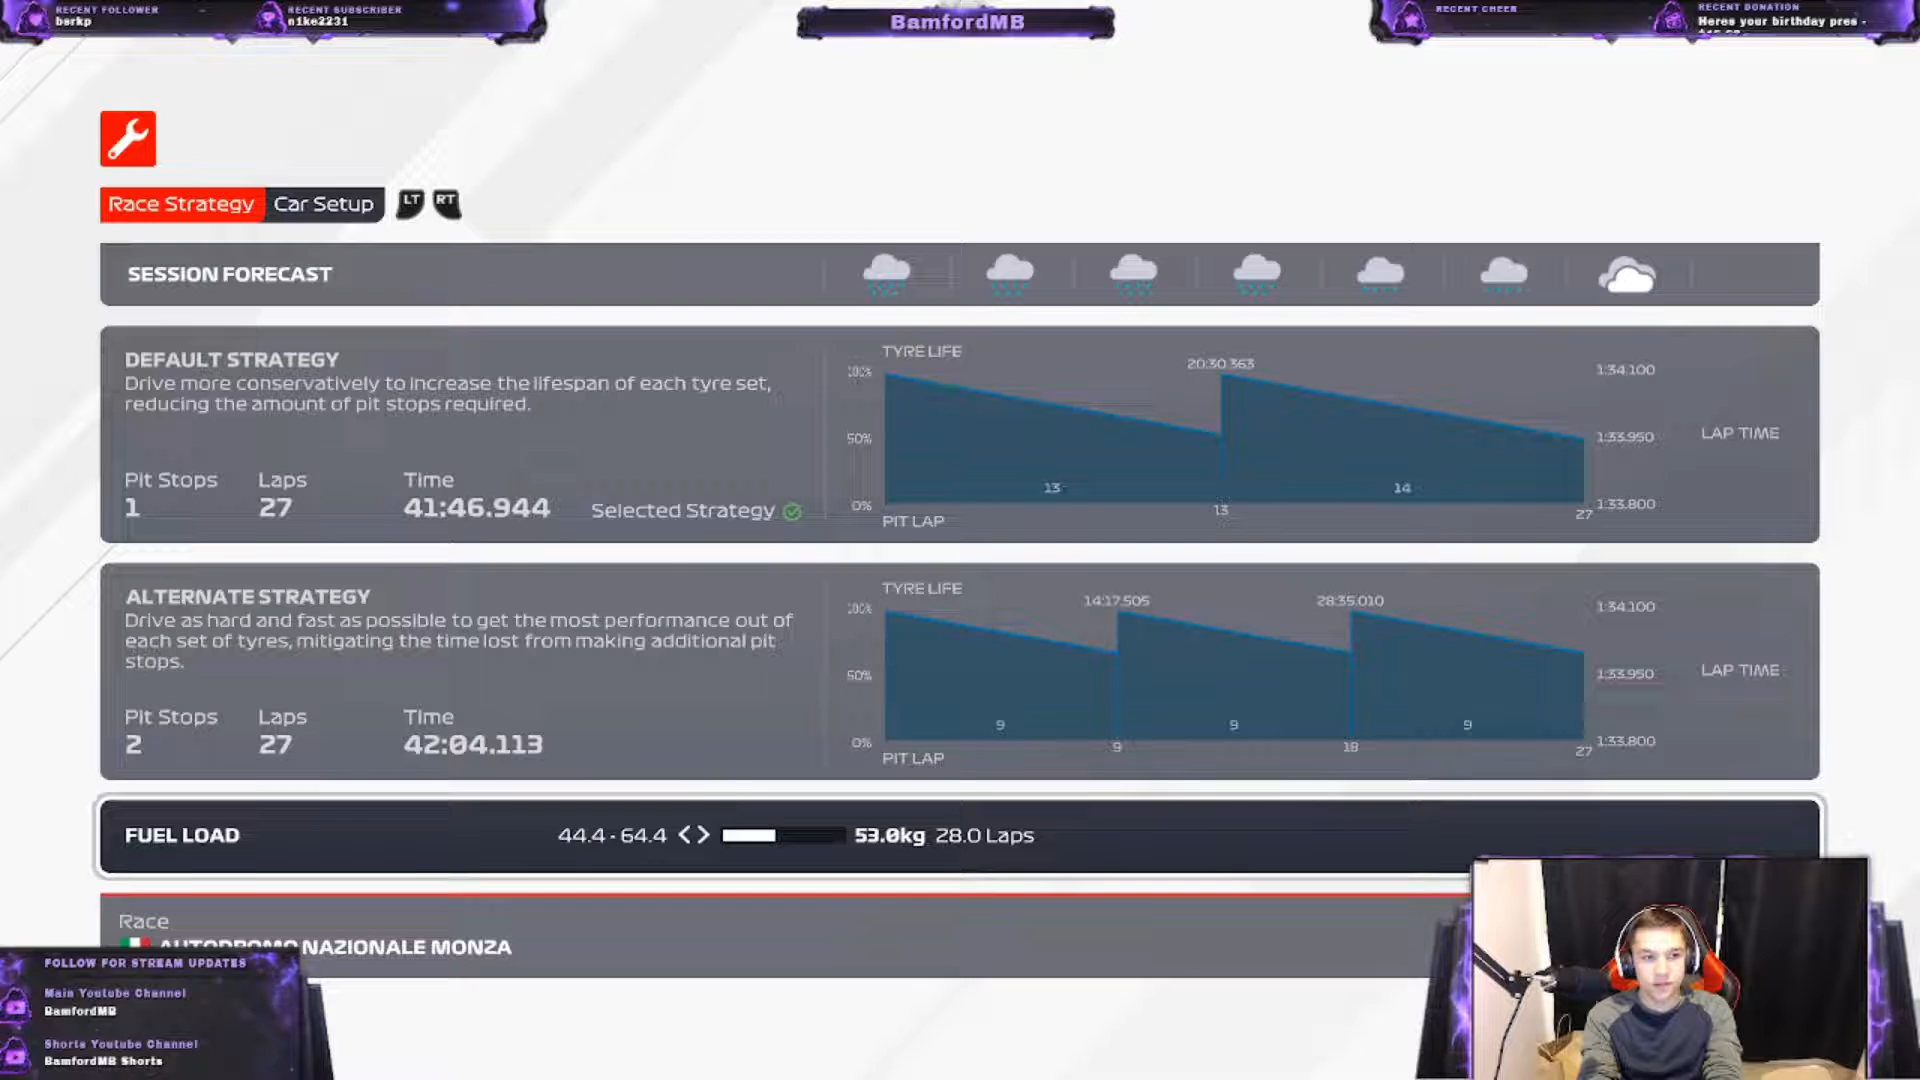 RECENT FOLLOWER
berkp
RECENT SUBSCRIBER
n1ke2231
BamfordMB
RECENT CHEER
RECENT DONATION
Heres your birthday pres -
Race Strategy
Car Setup
LT
RT
SESSION FORECAST
DEFAULT STRATEGY
Drive more conservatively to increase the lifespan of each tyre set,
reducing the amount of pit stops required.
Pit Stops
Laps
Time
1
27
41:46.944
Selected Strategy
TYRE LIFE
20:30.363
100%
50%
0%
13
14
PIT LAP
13
27
1:34.100
1:33.950
1:33.800
LAP TIME
ALTERNATE STRATEGY
Drive as hard and fast as possible to get the most performance out of
each set of tyres, mitigating the time lost from making additional pit
stops.
Pit Stops
Laps
Time
2
27
42:04.113
TYRE LIFE
14:17.505
28:35.010
100%
50%
0%
9
9
9
PIT LAP
9
18
27
1:34.100
1:33.950
1:33.800
LAP TIME
FUEL LOAD
44.4 - 64.4
53.0kg
28.0 Laps
Race
AUTODROMO NAZIONALE MONZA
FOLLOW FOR STREAM UPDATES
Main Youtube Channel
BamfordMB
Shorts Youtube Channel
BamfordMB Shorts